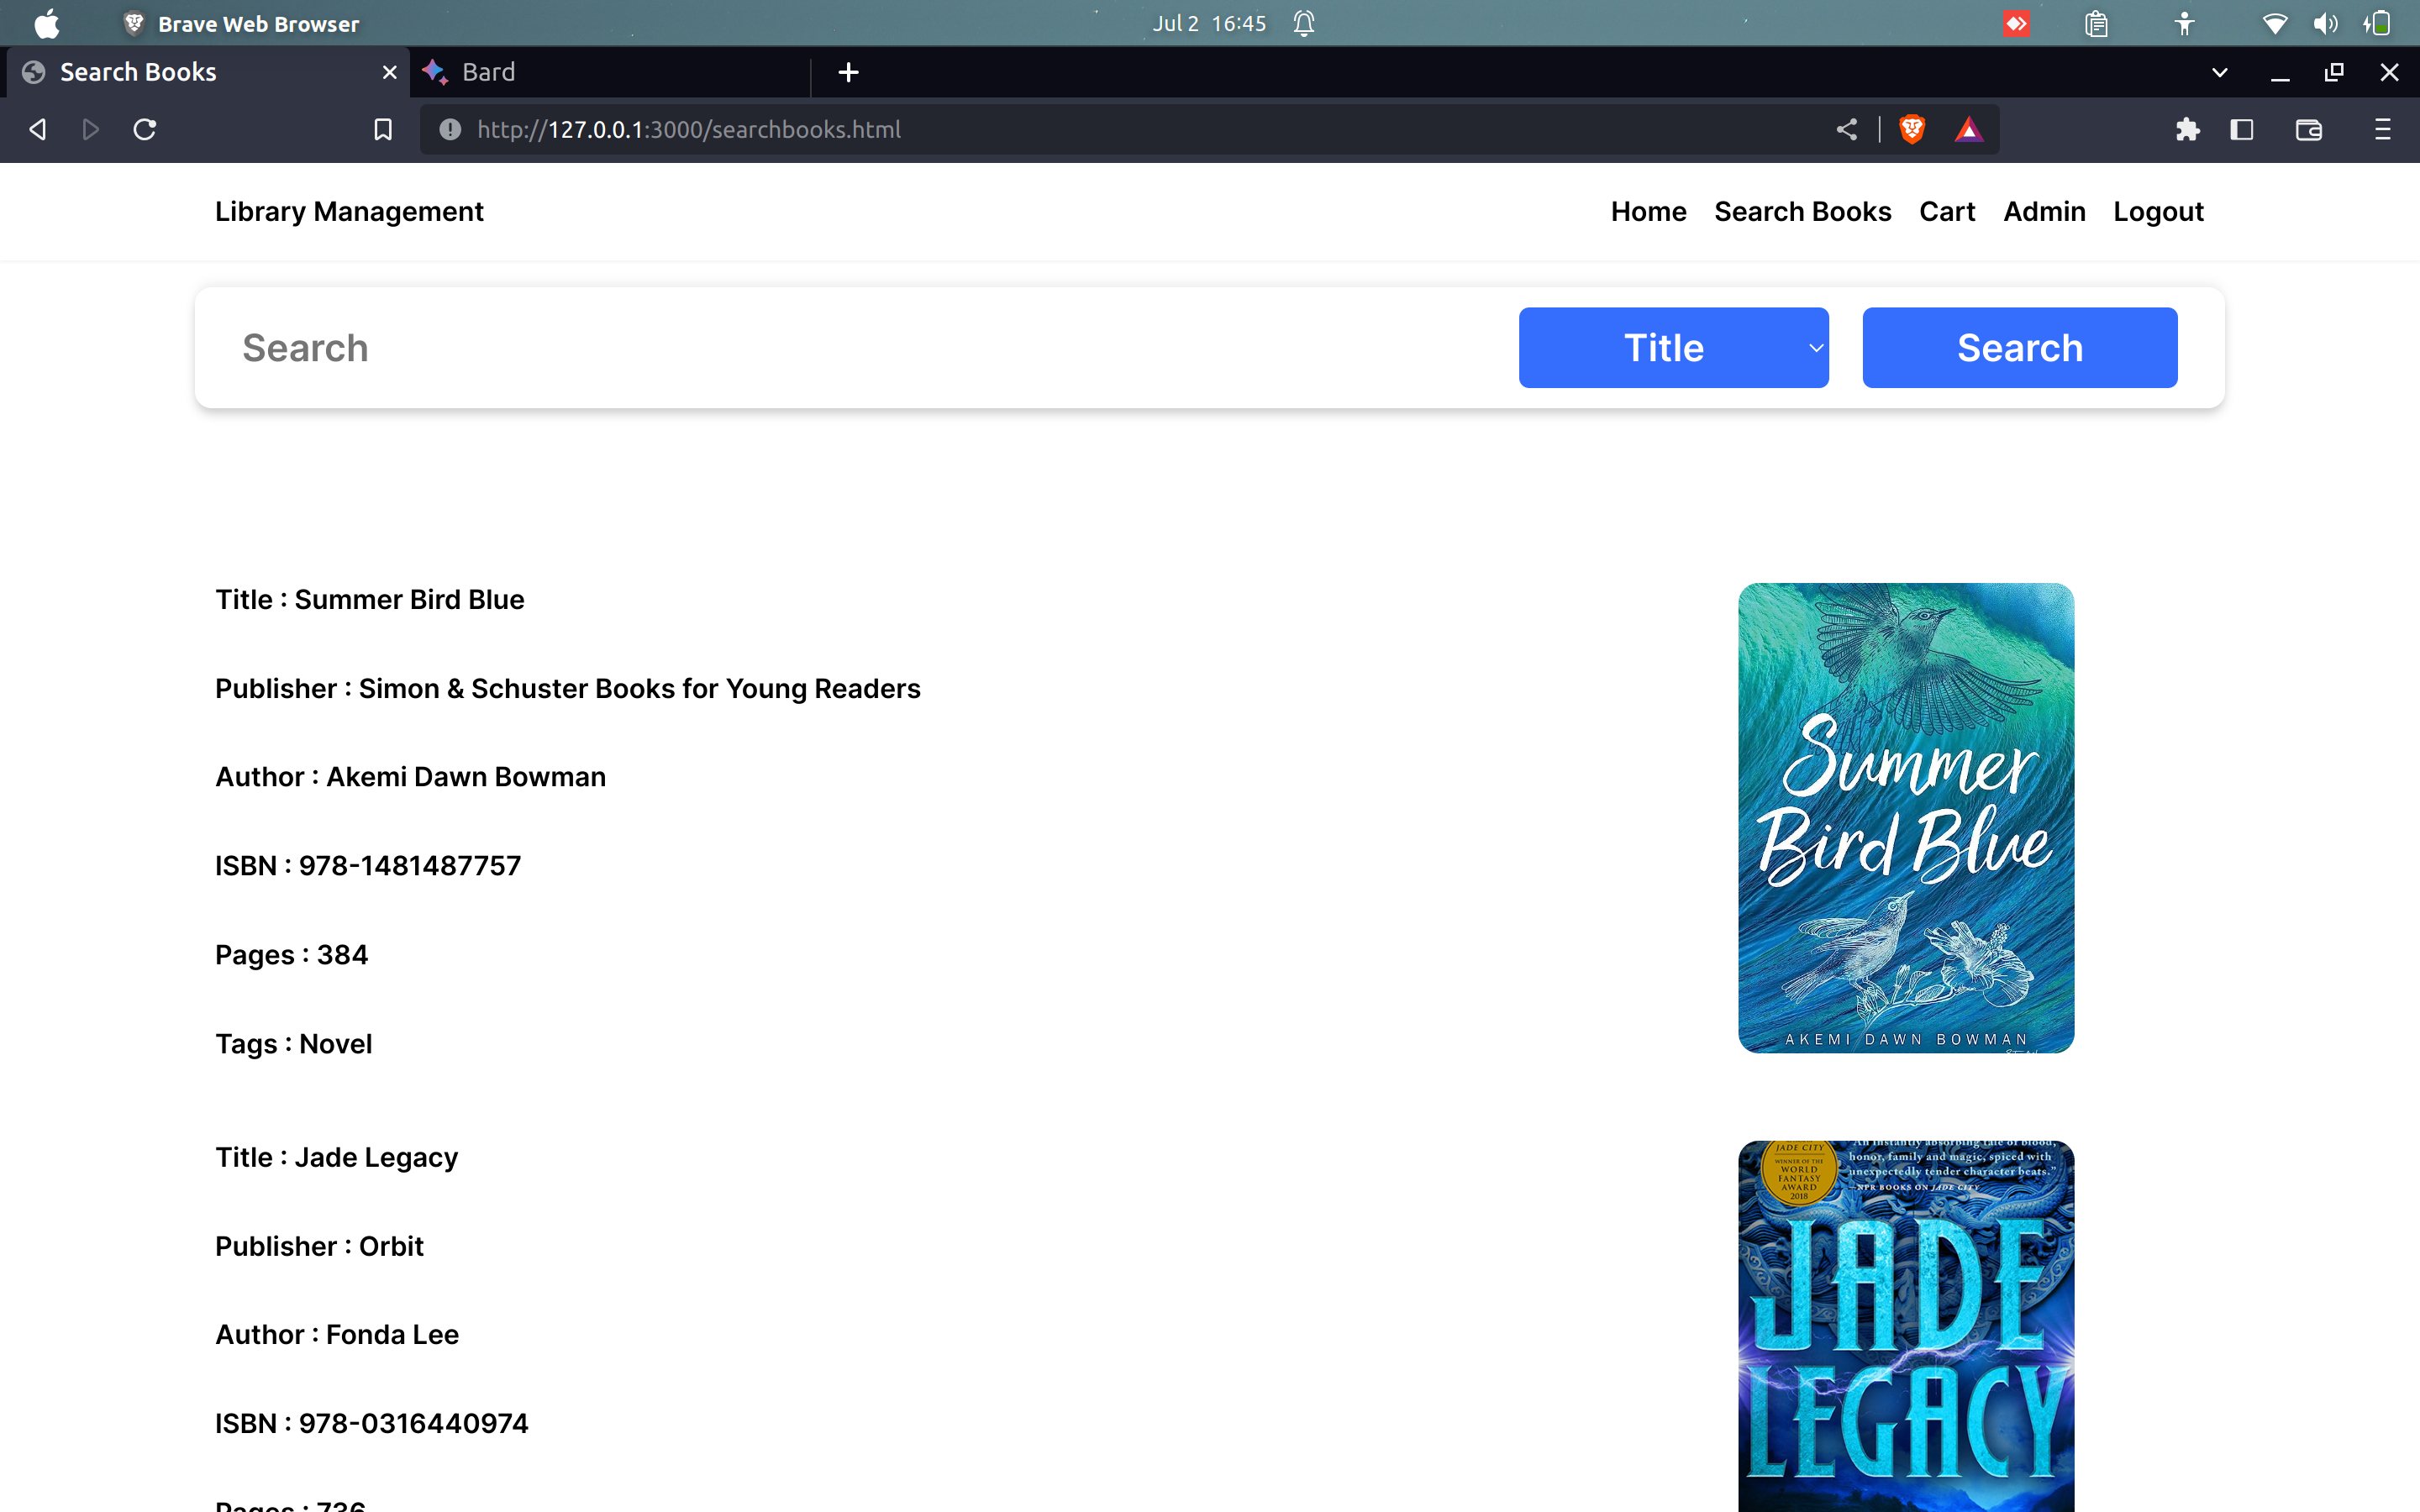 Brave Web Browser
Jul 2 16:45
Search Books
Bard
http://127.0.0.1:3000/searchbooks.html
Library Management
Home Search Books Cart Admin Logout
Search Title Search
Title : Summer Bird Blue
Publisher : Simon & Schuster Books for Young Readers
Author : Akemi Dawn Bowman
ISBN : 978-1481487757
Pages : 384
Tags : Novel
Summer
Bird Blue
AKEMI DAWN BOWMAN
Title : Jade Legacy
Publisher : Orbit
Author : Fonda Lee
ISBN : 978-0316440974
Pages : 736
JADE CITY
WINNER OF THE
WORLD
FANTASY
AWARD
2018
"An instantly absorbing tale of blood,
honor, family and magic, spiced with
unexpectedly tender character beats."
—NPR BOOKS ON JADE CITY
JADE
LEGACY